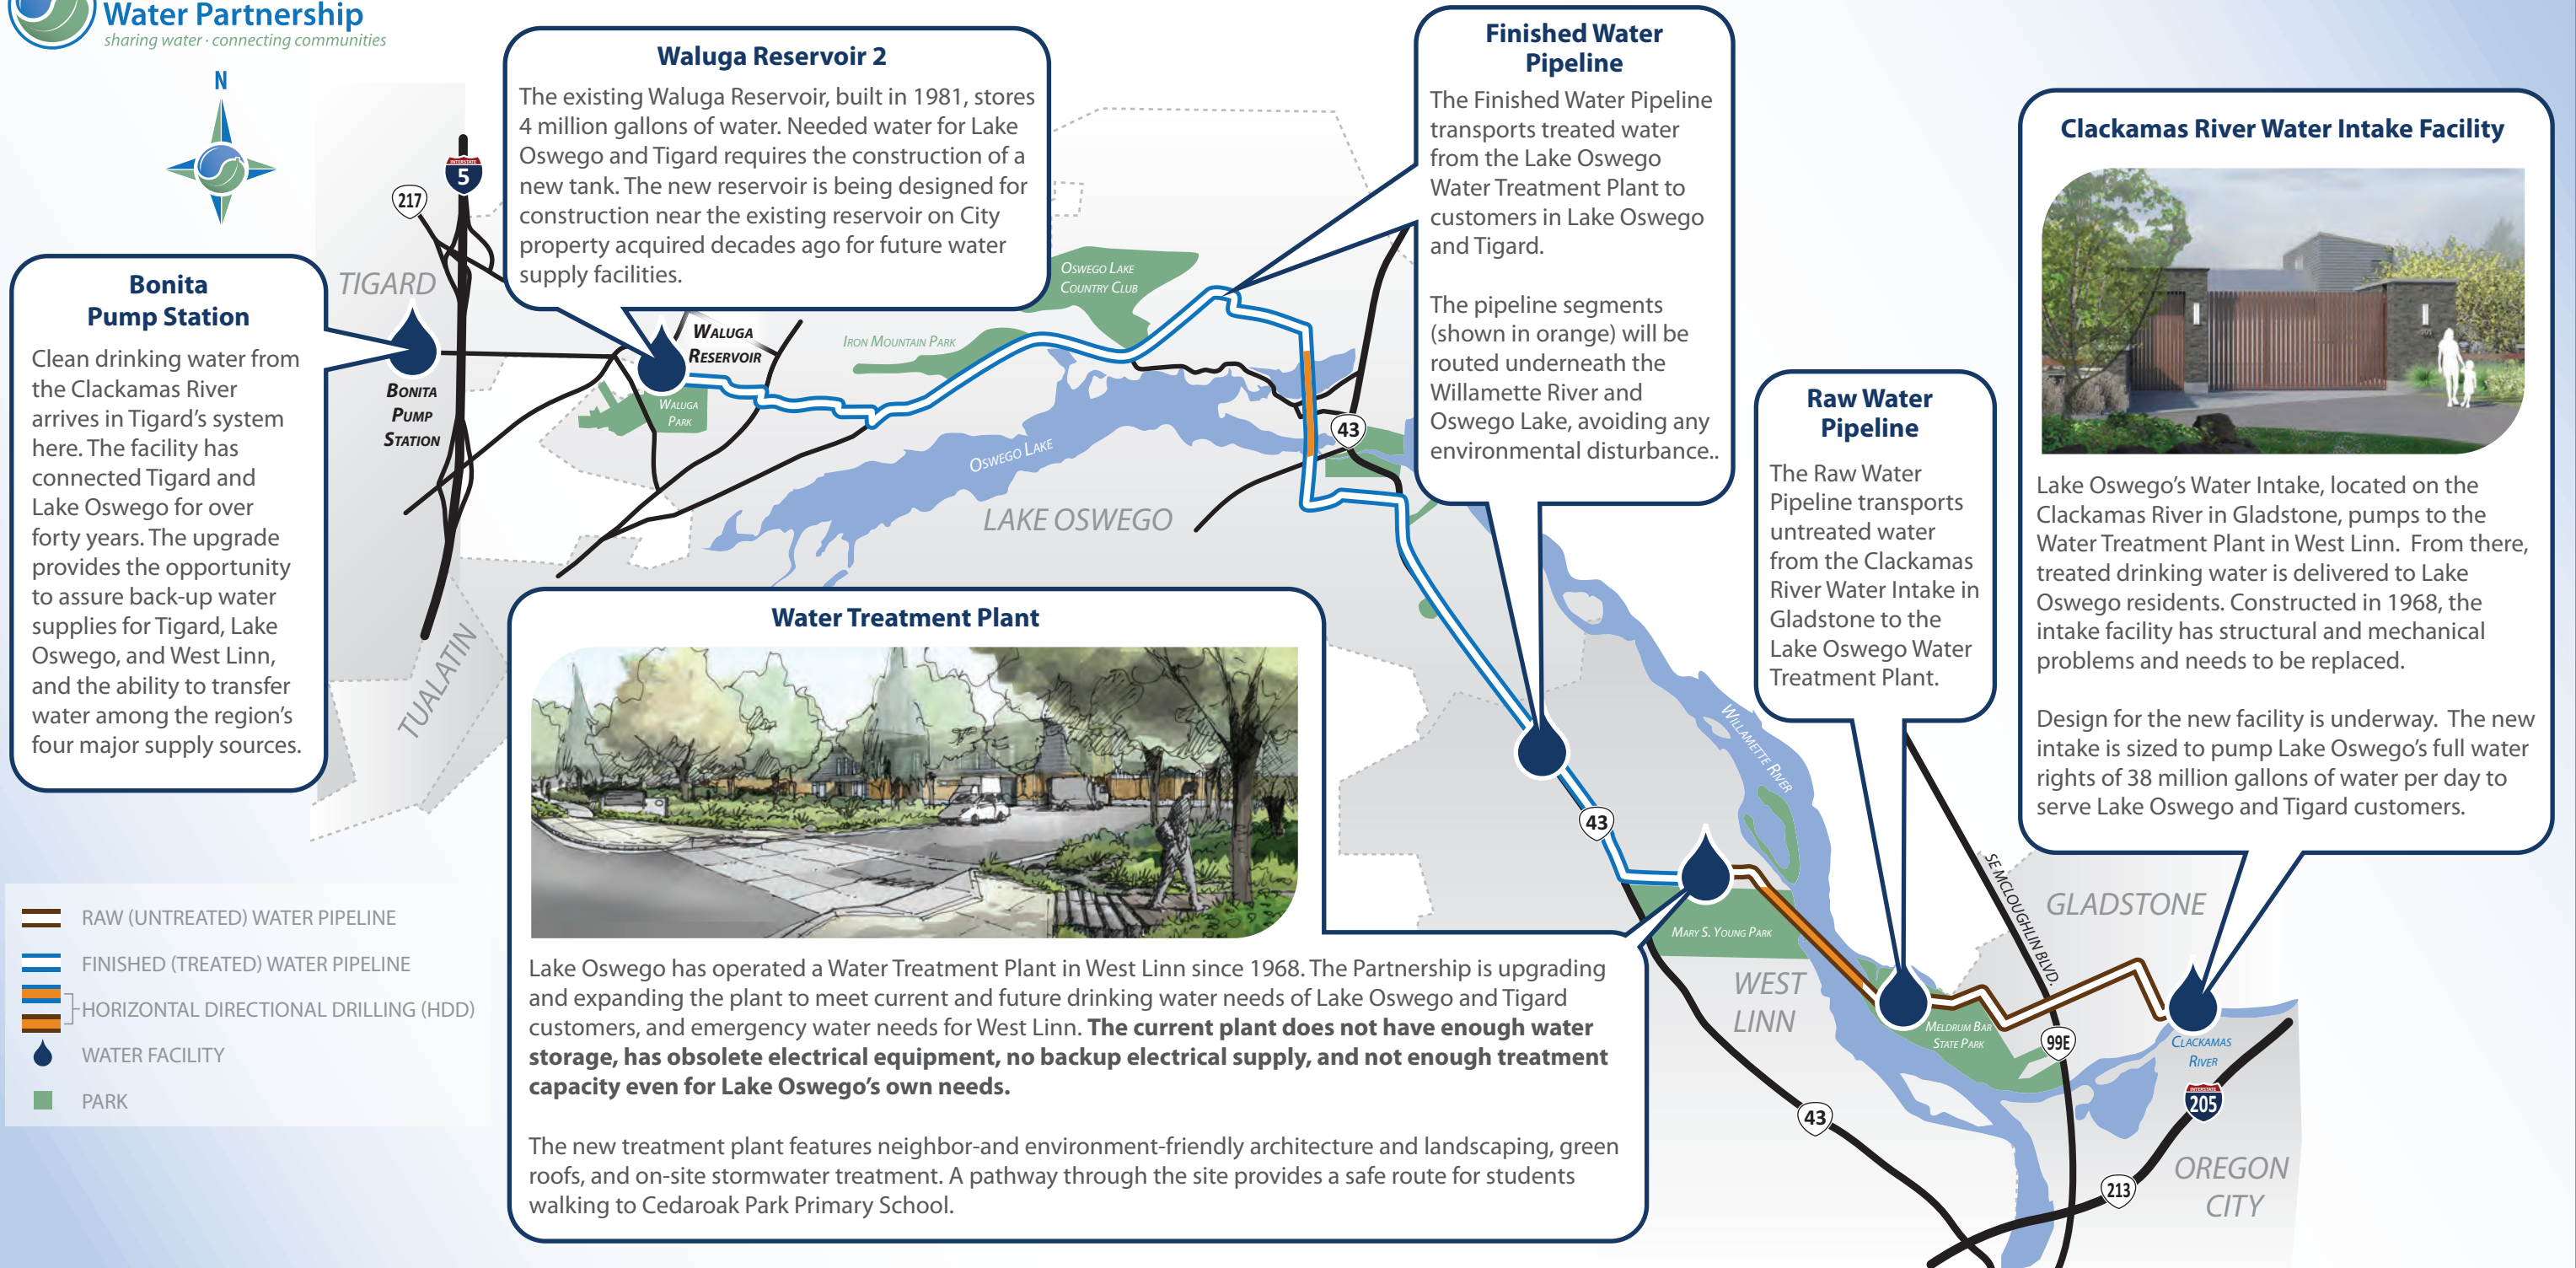 Water Partnership
sharing water · connecting communities
N
Waluga Reservoir 2
The existing Waluga Reservoir, built in 1981, stores
4 million gallons of water. Needed water for Lake
Oswego and Tigard requires the construction of a
new tank. The new reservoir is being designed for
construction near the existing reservoir on City
property acquired decades ago for future water
supply facilities.
Finished Water
Pipeline
The Finished Water Pipeline
transports treated water
from the Lake Oswego
Water Treatment Plant to
customers in Lake Oswego
and Tigard.
The pipeline segments
(shown in orange) will be
routed underneath the
Willamette River and
Oswego Lake, avoiding any
environmental disturbance..
Clackamas River Water Intake Facility
Lake Oswego's Water Intake, located on the
Clackamas River in Gladstone, pumps to the
Water Treatment Plant in West Linn.  From there,
treated drinking water is delivered to Lake
Oswego residents. Constructed in 1968, the
intake facility has structural and mechanical
problems and needs to be replaced.
Design for the new facility is underway.  The new
intake is sized to pump Lake Oswego's full water
rights of 38 million gallons of water per day to
serve Lake Oswego and Tigard customers.
Raw Water
Pipeline
The Raw Water
Pipeline transports
untreated water
from the Clackamas
River Water Intake in
Gladstone to the
Lake Oswego Water
Treatment Plant.
Bonita
Pump Station
Clean drinking water from
the Clackamas River
arrives in Tigard's system
here. The facility has
connected Tigard and
Lake Oswego for over
forty years. The upgrade
provides the opportunity
to assure back-up water
supplies for Tigard, Lake
Oswego, and West Linn,
and the ability to transfer
water among the region's
four major supply sources.
INTERSTATE
5
217
TIGARD
BONITA
PUMP
STATION
TUALATIN
WALUGA
RESERVOIR
WALUGA
PARK
IRON MOUNTAIN PARK
OSWEGO LAKE
COUNTRY CLUB
OSWEGO LAKE
LAKE OSWEGO
43
WILLAMETTE RIVER
43
MARY S. YOUNG PARK
WEST
LINN
MELDRUM BAR
STATE PARK
SE MCLOUGHLIN BLVD.
GLADSTONE
99E
CLACKAMAS
RIVER
INTERSTATE
205
43
213
OREGON
CITY
Water Treatment Plant
Lake Oswego has operated a Water Treatment Plant in West Linn since 1968. The Partnership is upgrading
and expanding the plant to meet current and future drinking water needs of Lake Oswego and Tigard
customers, and emergency water needs for West Linn. The current plant does not have enough water
storage, has obsolete electrical equipment, no backup electrical supply, and not enough treatment
capacity even for Lake Oswego's own needs.
The new treatment plant features neighbor-and environment-friendly architecture and landscaping, green
roofs, and on-site stormwater treatment. A pathway through the site provides a safe route for students
walking to Cedaroak Park Primary School.
RAW (UNTREATED) WATER PIPELINE
FINISHED (TREATED) WATER PIPELINE
HORIZONTAL DIRECTIONAL DRILLING (HDD)
WATER FACILITY
PARK